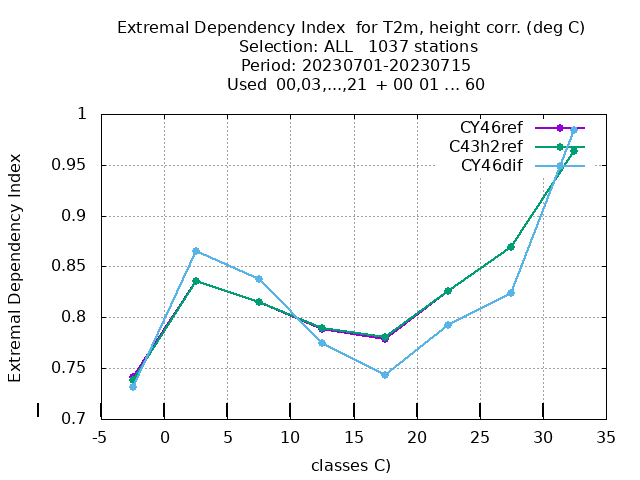 Extremal Dependency Index  for T2m, height corr. (deg C)
Selection: ALL   1037 stations
Period: 20230701-20230715
Used  00,03,...,21  + 00 01 ... 60
Extremal Dependency Index
1
0.95
0.9
0.85
0.8
0.75
0.7
CY46ref
C43h2ref
CY46dif
-5
0
5
10
15
20
25
30
35
classes C)